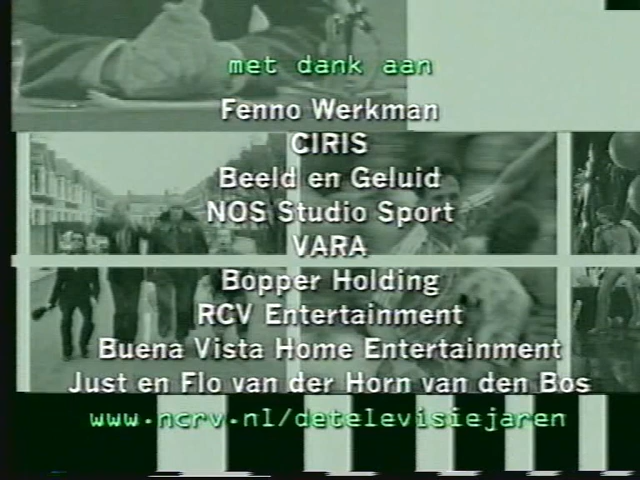 met dank aan
Fenno Werkman
CIRIS
Beeld en Geluid
NOS Studio Sport
VARA
Bopper Holding
RCV Entertainment
Buena Vista Home Entertainment
Just en Flo van der Horn van den Bos
www.ncrv.nl/detelevisiejaren